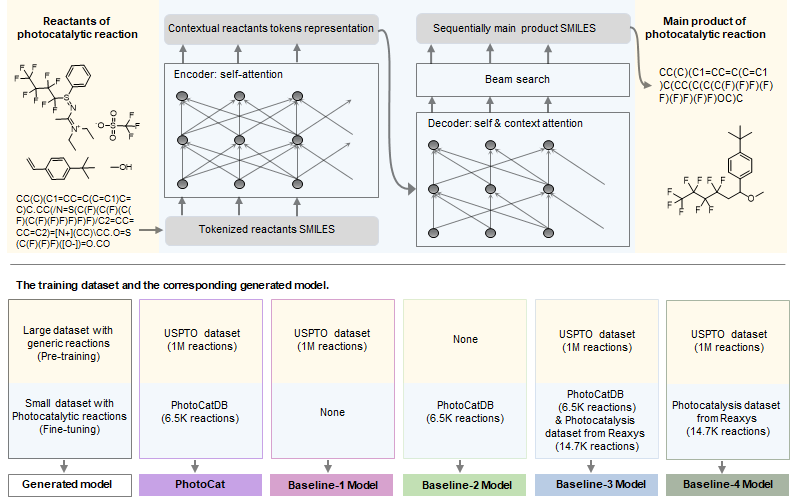 Reactants of
photocatalytic reaction
Contextual reactants tokens representation
Sequentially main product SMILES
Main product of
photocatalytic reaction
Encoder: self-attention
Beam search
Decoder: self & context attention
CC(C)(C1=CC=C(C=C1
)C(CC(C(C(C(F)(F)F)(F)
F)(F)F)(F)F)OC)C
CC(C)(C1=CC=C(C=C1)C=
C)C.CC(/N=S(C(F)(C(F)(C(
F)(C(F)(F)F)F)F)F)/C2=CC=
CC=C2)=[N+](CC)\CC.O=S
(C(F)(F)F)([O-])=O.CO
Tokenized reactants SMILES
F
F
F
F
F
F
F
F
F
S
N
N+
-O
S
O
O
F
F
F
OH
F
F
F
F
F
F
F
F
F
O
The training dataset and the corresponding generated model.
Large dataset with
generic reactions
(Pre-training)
USPTO dataset
(1M reactions)
USPTO dataset
(1M reactions)
None
USPTO dataset
(1M reactions)
USPTO dataset
(1M reactions)
Small dataset with
Photocatalytic reactions
(Fine-tuning)
PhotoCatDB
(6.5K reactions)
None
PhotoCatDB
(6.5K reactions)
PhotoCatDB
(6.5K reactions)
& Photocatalysis
dataset from Reaxys
(14.7K reactions)
Photocatalysis dataset
from Reaxys
(14.7K reactions)
Generated model
PhotoCat
Baseline-1 Model
Baseline-2 Model
Baseline-3 Model
Baseline-4 Model